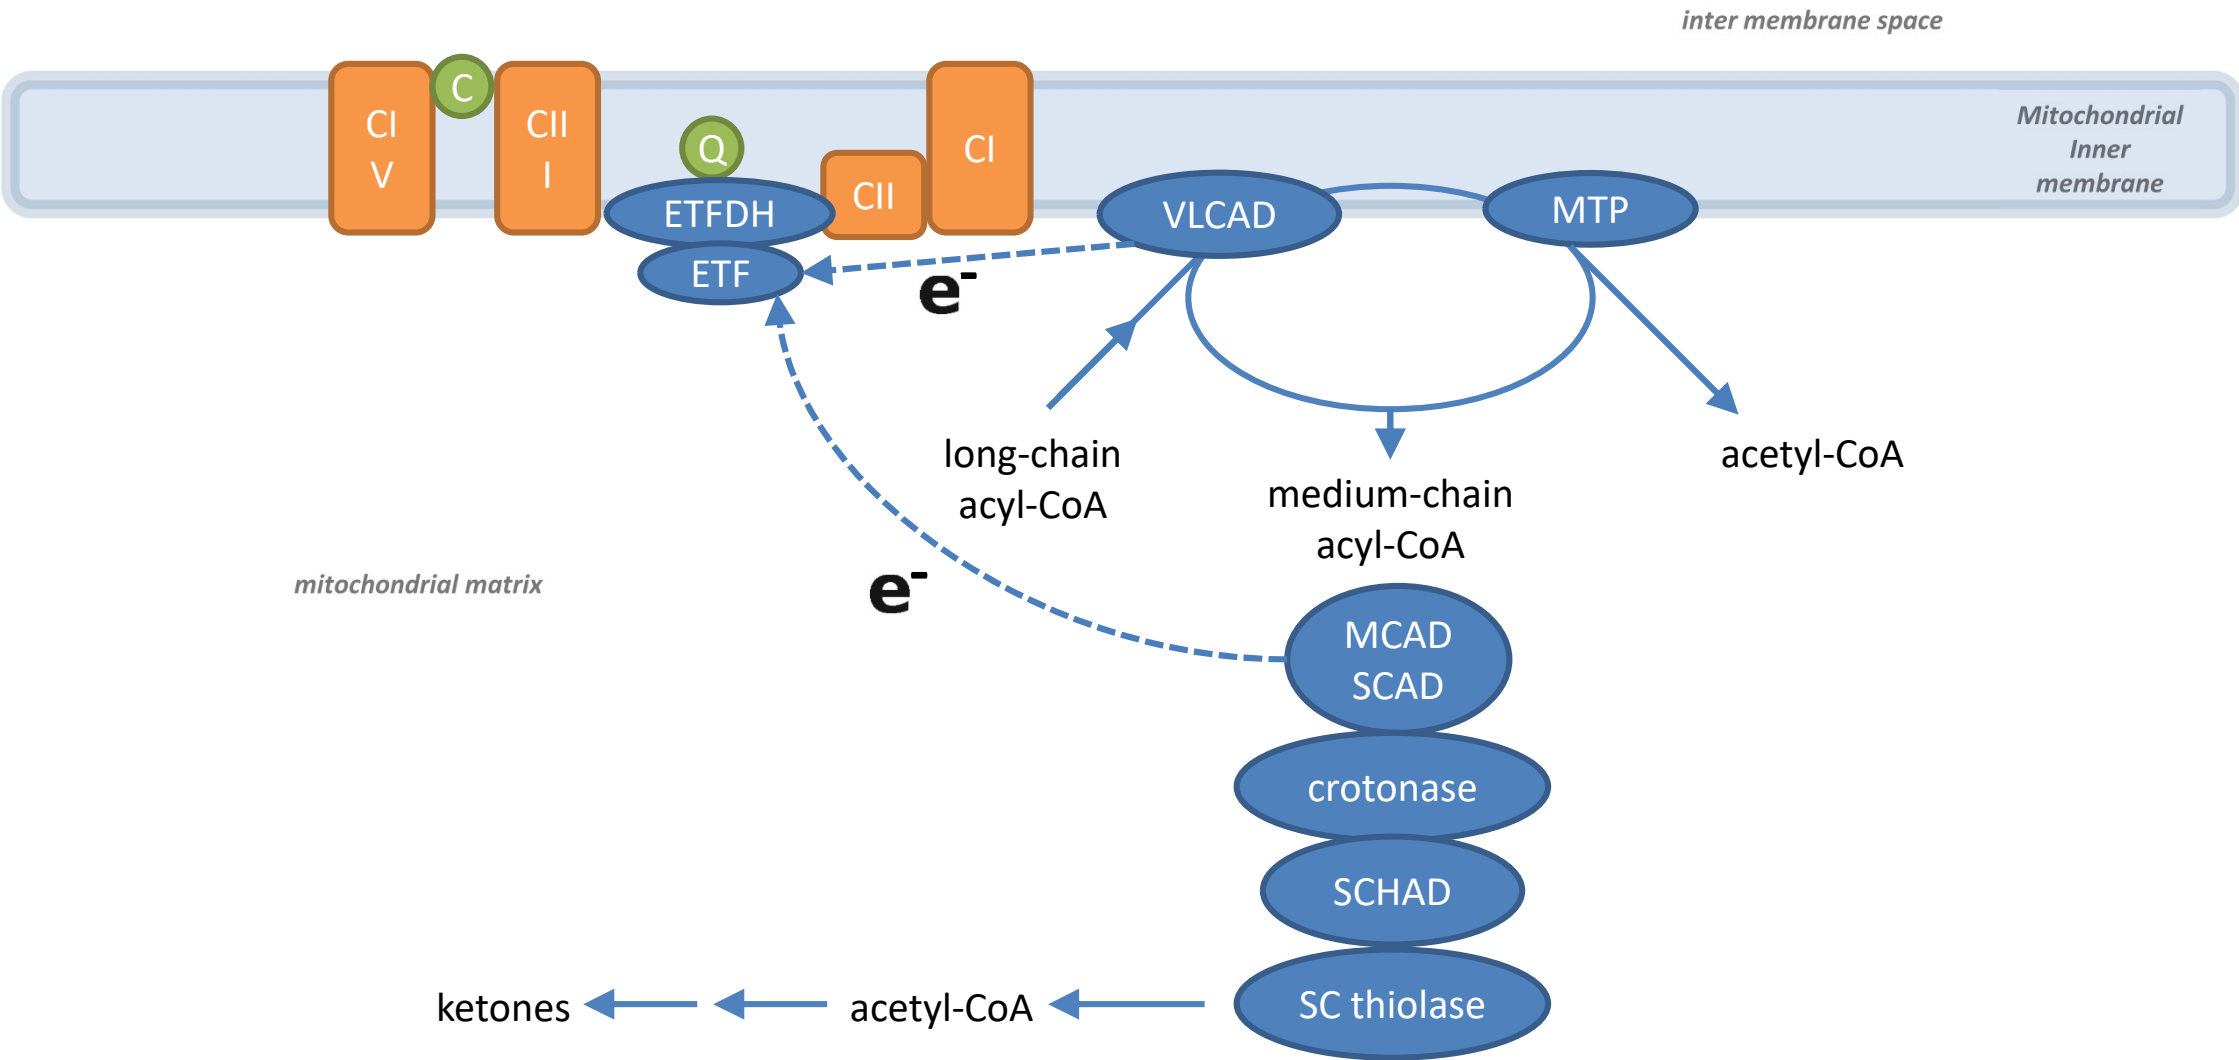 inter membrane space
CI
V
C
CII
I
Q
ETFDH
ETF
CII
CI
VLCAD
MTP
Mitochondrial
Inner
membrane
e-
long-chain
acyl-CoA
medium-chain
acyl-CoA
acetyl-CoA
mitochondrial matrix
e-
MCAD
SCAD
crotonase
SCHAD
SC thiolase
acetyl-CoA
ketones